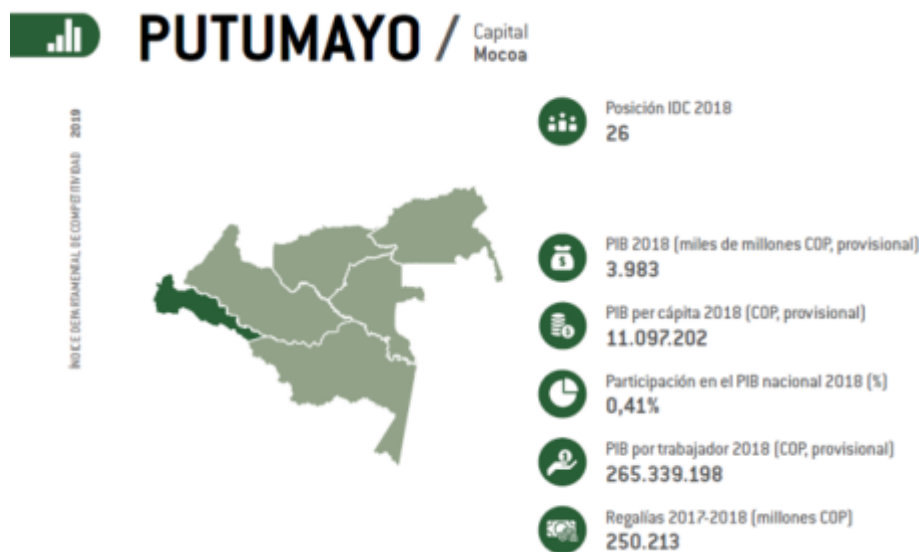 PUTUMAYO / Capital
Mocoa
ÍNDICE DEPARTAMENTAL DE COMPETITIVIDAD 2019
Posición IDC 2018
26
PIB 2018 (miles de millones COP, provisional)
3.983
PIB per cápita 2018 (COP, provisional)
11.097.202
Participación en el PIB nacional 2018 (%)
0,41%
PIB por trabajador 2018 (COP, provisional)
265.339.198
Regalías 2017-2018 (millones COP)
250.213